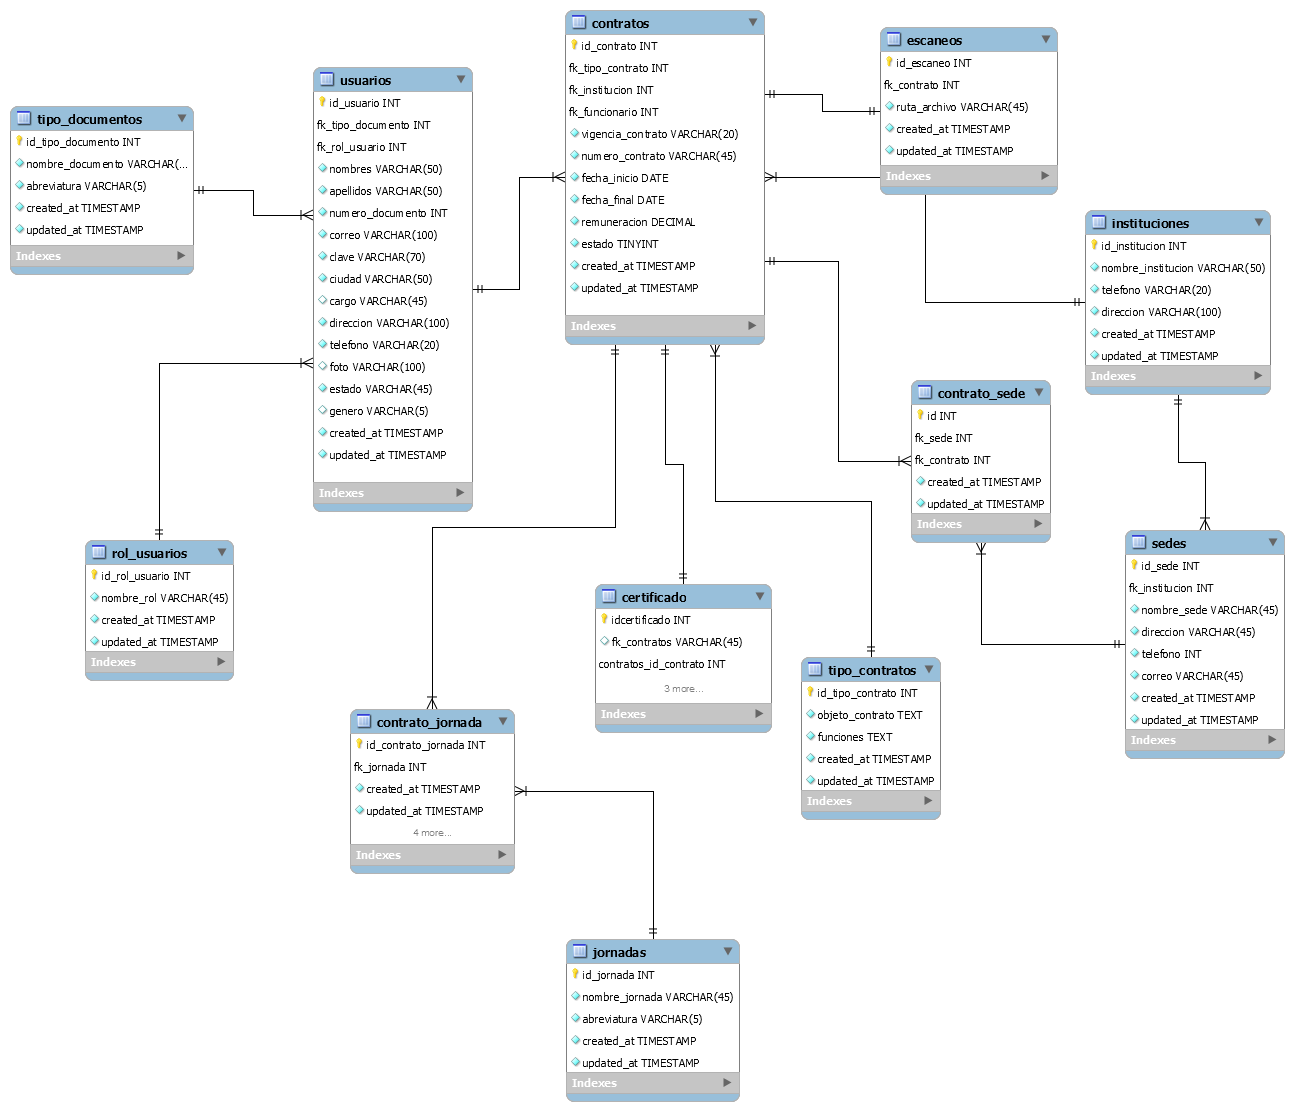 tipo_documentos
id_tipo_documento INT
nombre_documento VARCHAR(...
abreviatura VARCHAR(5)
created_at TIMESTAMP
updated_at TIMESTAMP
Indexes
usuarios
id_usuario INT
fk_tipo_documento INT
fk_rol_usuario INT
nombres VARCHAR(50)
apellidos VARCHAR(50)
numero_documento INT
correo VARCHAR(100)
clave VARCHAR(70)
ciudad VARCHAR(50)
cargo VARCHAR(45)
direccion VARCHAR(100)
telefono VARCHAR(20)
foto VARCHAR(100)
estado VARCHAR(45)
genero VARCHAR(5)
created_at TIMESTAMP
updated_at TIMESTAMP
Indexes
contratos
id_contrato INT
fk_tipo_contrato INT
fk_institucion INT
fk_funcionario INT
vigencia_contrato VARCHAR(20)
numero_contrato VARCHAR(45)
fecha_inicio DATE
fecha_final DATE
remuneracion DECIMAL
estado TINYINT
created_at TIMESTAMP
updated_at TIMESTAMP
Indexes
escaneos
id_escaneo INT
fk_contrato INT
ruta_archivo VARCHAR(45)
created_at TIMESTAMP
updated_at TIMESTAMP
Indexes
instituciones
id_institucion INT
nombre_institucion VARCHAR(50)
telefono VARCHAR(20)
direccion VARCHAR(100)
created_at TIMESTAMP
updated_at TIMESTAMP
Indexes
contrato_sede
id INT
fk_sede INT
fk_contrato INT
created_at TIMESTAMP
updated_at TIMESTAMP
Indexes
sedes
id_sede INT
fk_institucion INT
nombre_sede VARCHAR(45)
direccion VARCHAR(45)
telefono INT
correo VARCHAR(45)
created_at TIMESTAMP
updated_at TIMESTAMP
Indexes
rol_usuarios
id_rol_usuario INT
nombre_rol VARCHAR(45)
created_at TIMESTAMP
updated_at TIMESTAMP
Indexes
certificado
idcertificado INT
fk_contratos VARCHAR(45)
contratos_id_contrato INT
3 more...
Indexes
tipo_contratos
id_tipo_contrato INT
objeto_contrato TEXT
funciones TEXT
created_at TIMESTAMP
updated_at TIMESTAMP
Indexes
contrato_jornada
id_contrato_jornada INT
fk_jornada INT
created_at TIMESTAMP
updated_at TIMESTAMP
4 more...
Indexes
jornadas
id_jornada INT
nombre_jornada VARCHAR(45)
abreviatura VARCHAR(5)
created_at TIMESTAMP
updated_at TIMESTAMP
Indexes